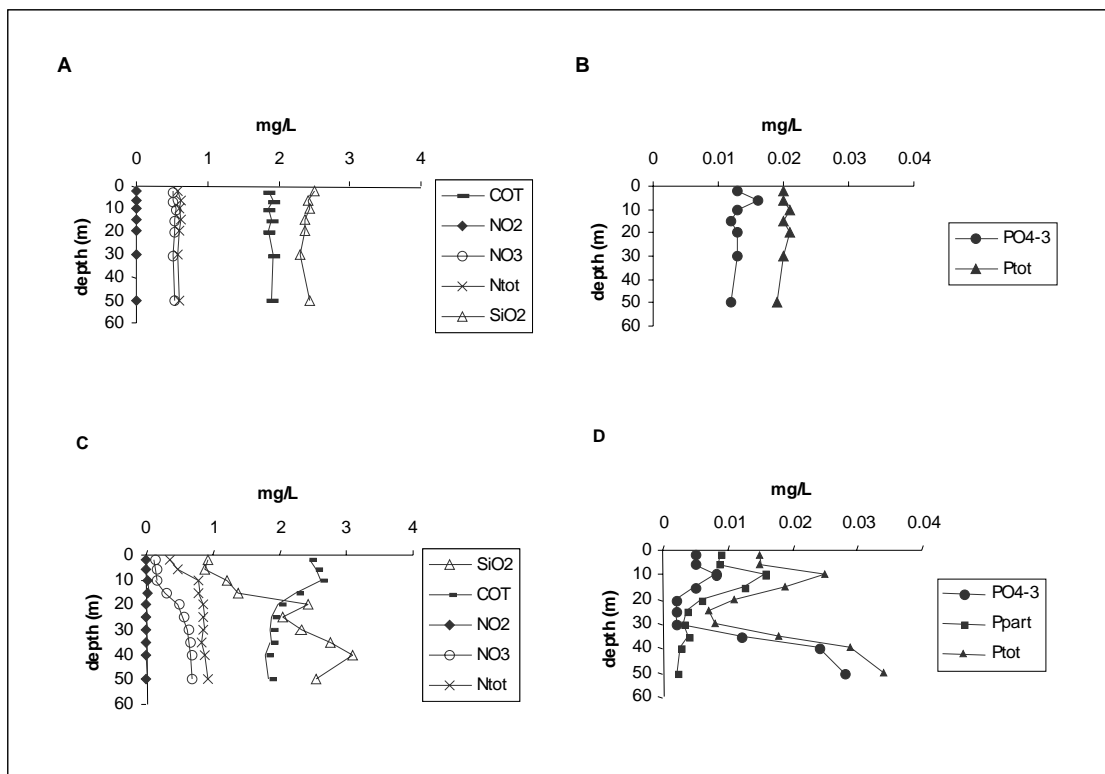 A
mg/L
0 1 2 3 4
0
10
20
30
40
50
60
depth (m)
COT
NO2
NO3
Ntot
SiO2
B
mg/L
0 0.01 0.02 0.03 0.04
0
10
20
30
40
50
60
depth (m)
PO4-3
Ptot
C
mg/L
0 1 2 3 4
0
10
20
30
40
50
60
depth (m)
SiO2
COT
NO2
NO3
Ntot
D
mg/L
0 0.01 0.02 0.03 0.04
0
10
20
30
40
50
60
depth (m)
PO4-3
Ppart
Ptot